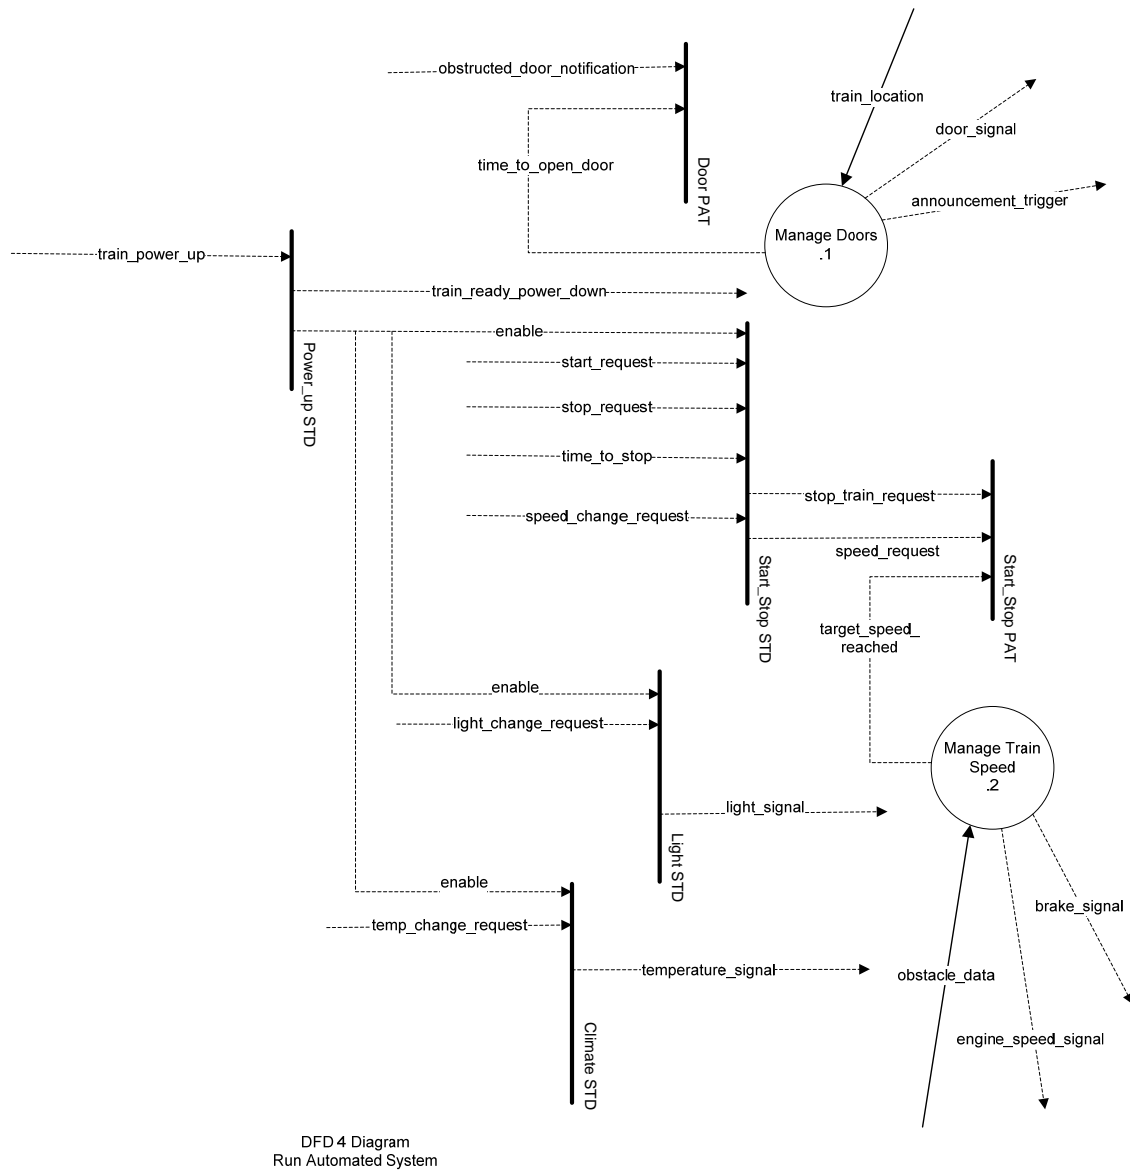 obstructed_door_notification
train_location
door_signal
time_to_open_door
Door PAT
announcement_trigger
Manage Doors
.1
train_power_up
train_ready_power_down
enable
Power_up STD
start_request
stop_request
time_to_stop
stop_train_request
speed_change_request
speed_request
Start_Stop STD
Start_Stop PAT
target_speed_
reached
enable
light_change_request
Manage Train
Speed
.2
light_signal
Light STD
enable
temp_change_request
brake_signal
temperature_signal
obstacle_data
Climate STD
engine_speed_signal
DFD 4 Diagram
Run Automated System